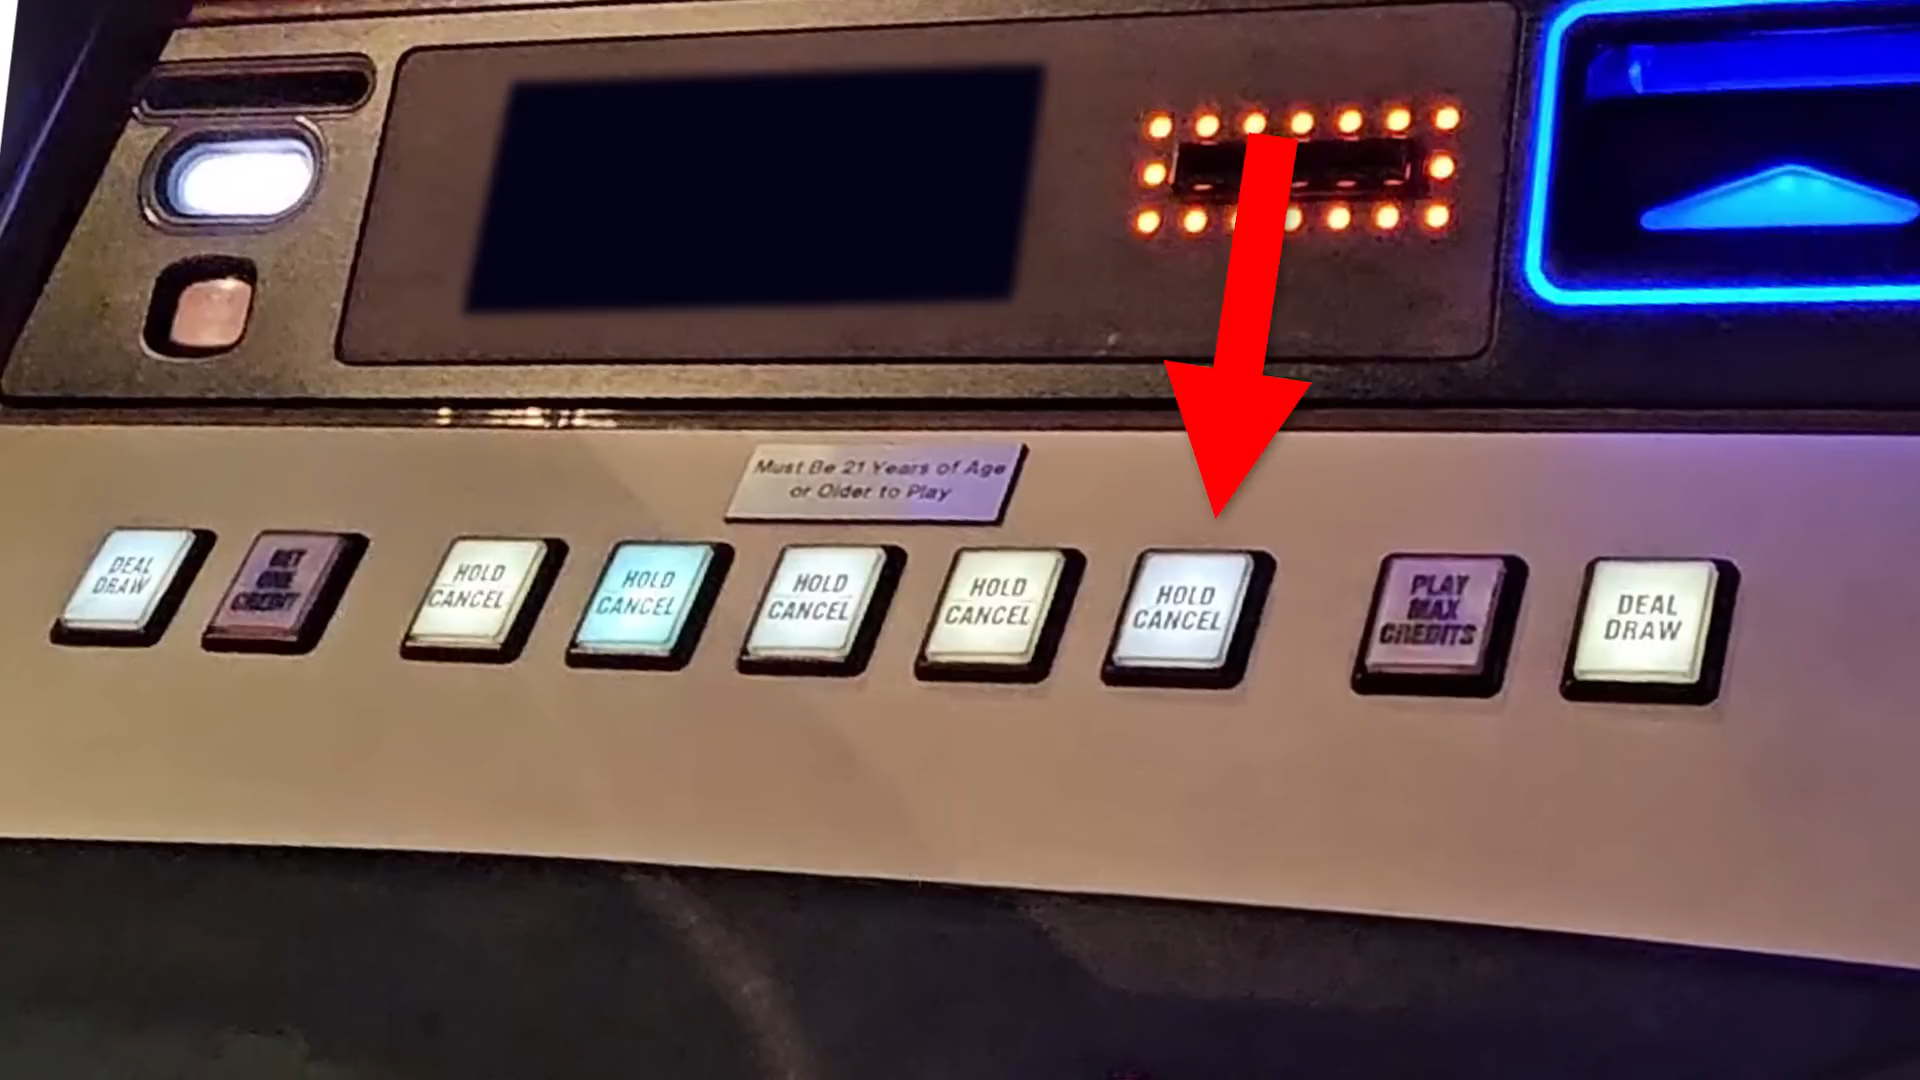 Must Be 21 Years of Age
or Older to Play
DEAL
DRAW
BET
ONE
CREDIT
HOLD
CANCEL
HOLD
CANCEL
HOLD
CANCEL
HOLD
CANCEL
HOLD
CANCEL
PLAY
MAX
CREDITS
DEAL
DRAW